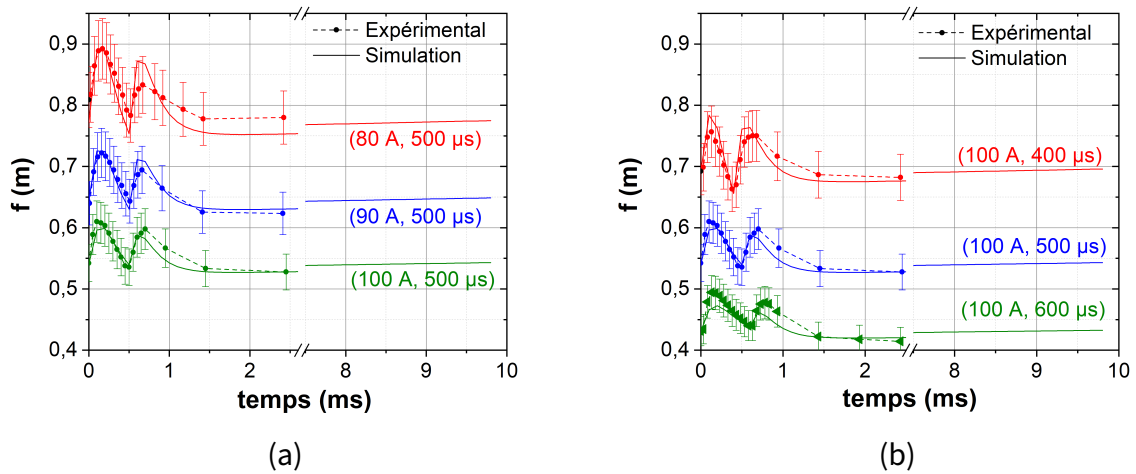 Expérimental
Simulation
0,9
0,8
0,7
0,6
0,5
0,4
f (m)
(80 A, 500 µs)
(90 A, 500 µs)
(100 A, 500 µs)
0 1 2 8 9 10
temps (ms)
(a)
Expérimental
Simulation
0,9
0,8
0,7
0,6
0,5
0,4
f (m)
(100 A, 400 µs)
(100 A, 500 µs)
(100 A, 600 µs)
0 1 2 8 9 10
temps (ms)
(b)